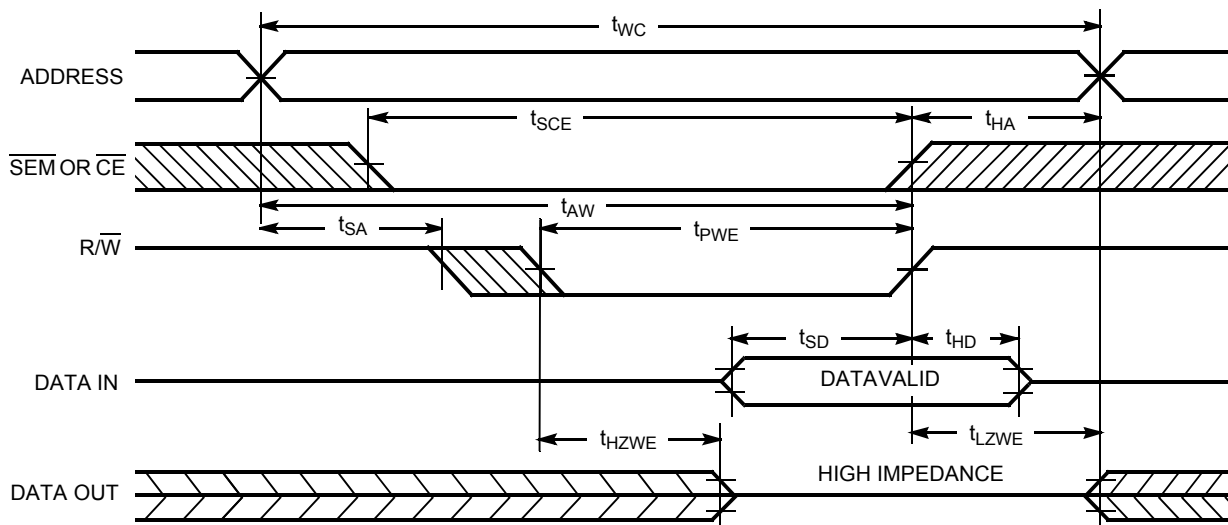 tWC
ADDRESS
tSCE
tHA
SEM OR CE
tAW
tSA
tPWE
R/W
tSD
tHD
DATA IN
DATAVALID
tHZWE
tLZWE
HIGH IMPEDANCE
DATA OUT